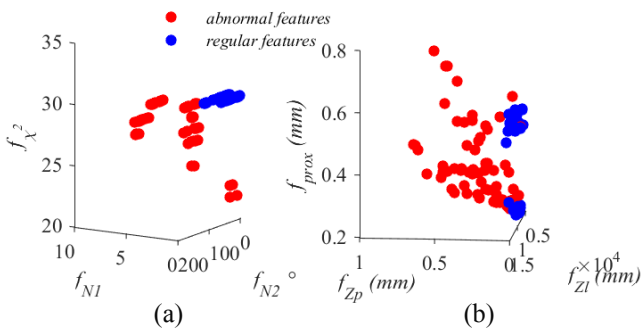 abnormal features
regular features
35
30
25
20
f_χ²
10
5
0
200
100
0
f_N1
f_N2 °
(a)
0.8
0.6
0.4
0.2
f_prox (mm)
1
0.5
0
1.5
1
0.5
×10⁴
f_Zp (mm)
f_Zl (mm)
(b)